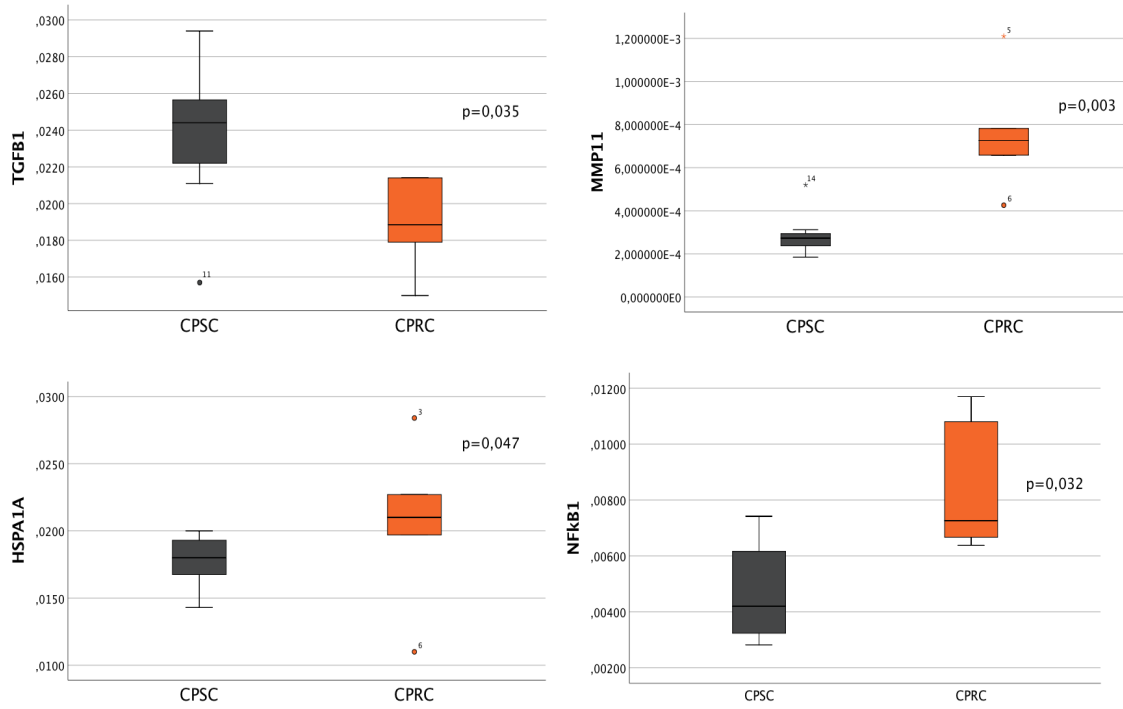 TGFB1
,0300
,0280
,0260
,0240
,0220
,0200
,0180
,0160
p=0,035
11
CPSC
CPRC
MMP11
1,200000E-3
1,000000E-3
8,000000E-4
6,000000E-4
4,000000E-4
2,000000E-4
0,000000E0
5
p=0,003
14
6
CPSC
CPRC
HSPA1A
,0300
,0250
,0200
,0150
,0100
3
p=0,047
6
CPSC
CPRC
NFkB1
,01200
,01000
,00800
,00600
,00400
,00200
p=0,032
CPSC
CPRC